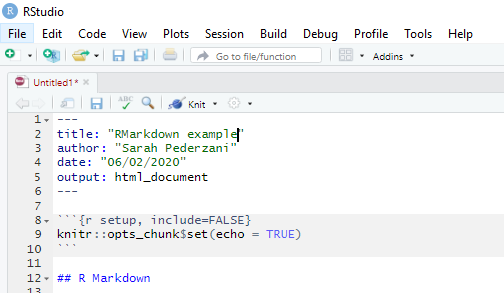 RStudio
File Edit Code View Plots Session Build Debug Profile Tools Help
Go to file/function Addins
Untitled1*
ABC Knit
1 ---
2 title: "RMarkdown example"
3 author: "Sarah Pederzani"
4 date: "06/02/2020"
5 output: html_document
6 ---
7
8 ```{r setup, include=FALSE}
9 knitr::opts_chunk$set(echo = TRUE)
10 ```
11
12 ## R Markdown
13